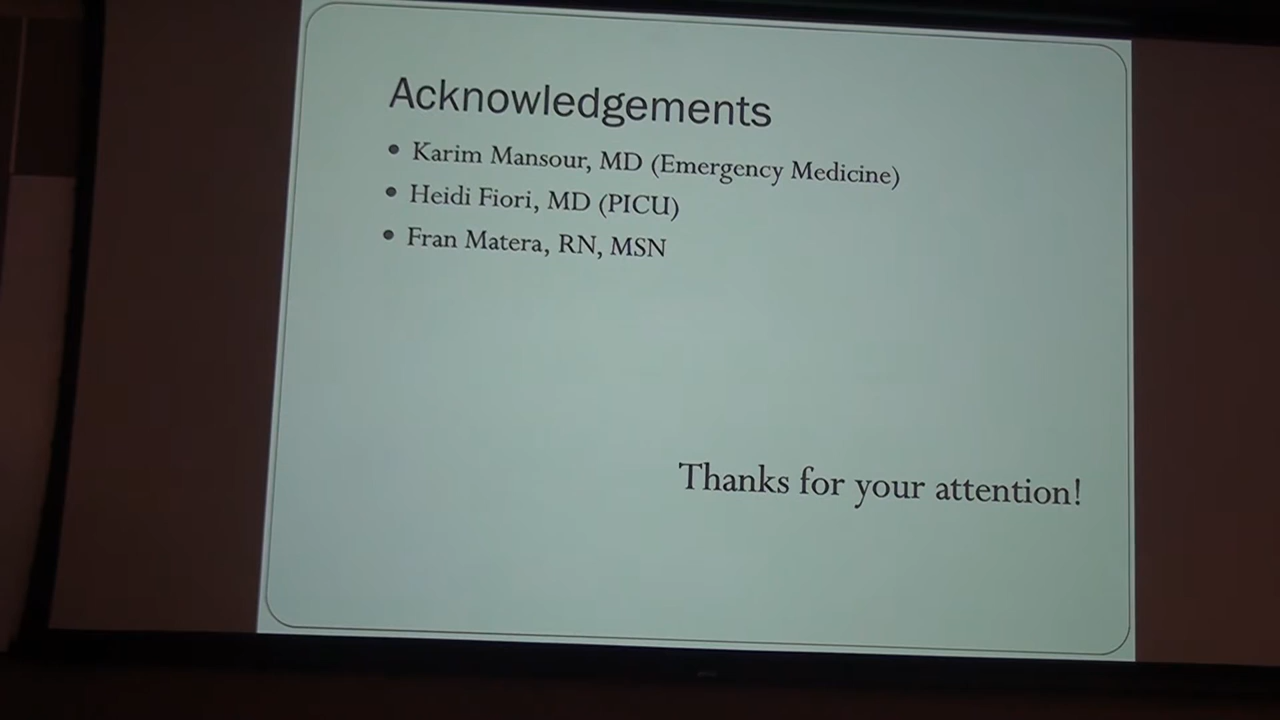 Acknowledgements
• Karim Mansour, MD (Emergency Medicine)
• Heidi Fiori, MD (PICU)
• Fran Matera, RN, MSN
Thanks for your attention!